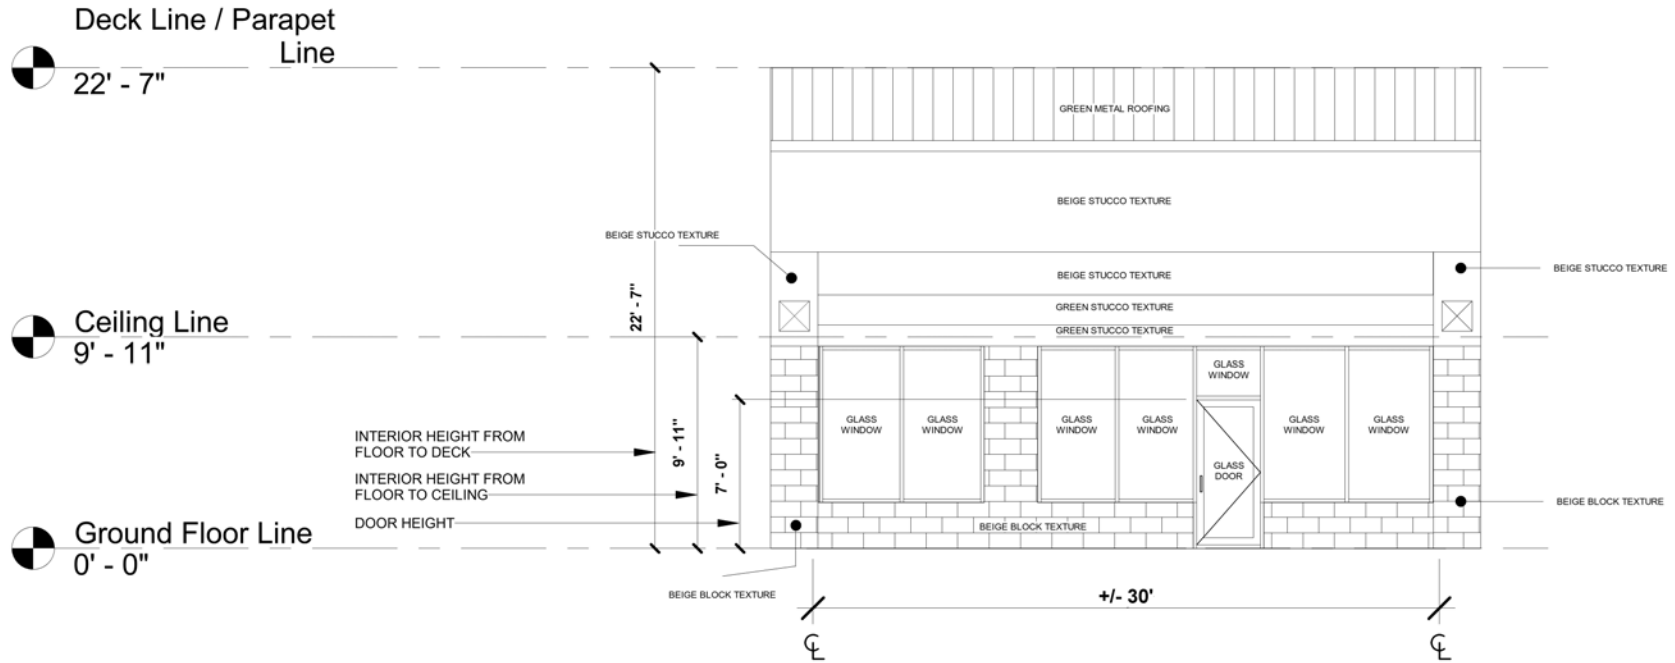 Deck Line / Parapet
Line
22' - 7"
GREEN METAL ROOFING
BEIGE STUCCO TEXTURE
BEIGE STUCCO TEXTURE
BEIGE STUCCO TEXTURE
BEIGE STUCCO TEXTURE
22' - 7"
GREEN STUCCO TEXTURE
Ceiling Line
9' - 11"
GREEN STUCCO TEXTURE
GLASS
WINDOW
GLASS
WINDOW
GLASS
WINDOW
GLASS
WINDOW
GLASS
WINDOW
GLASS
WINDOW
GLASS
WINDOW
9' - 11"
7' - 0"
INTERIOR HEIGHT FROM
FLOOR TO DECK
GLASS
DOOR
INTERIOR HEIGHT FROM
FLOOR TO CEILING
BEIGE BLOCK TEXTURE
DOOR HEIGHT
BEIGE BLOCK TEXTURE
Ground Floor Line
0' - 0"
BEIGE BLOCK TEXTURE
+/- 30'
℄
℄